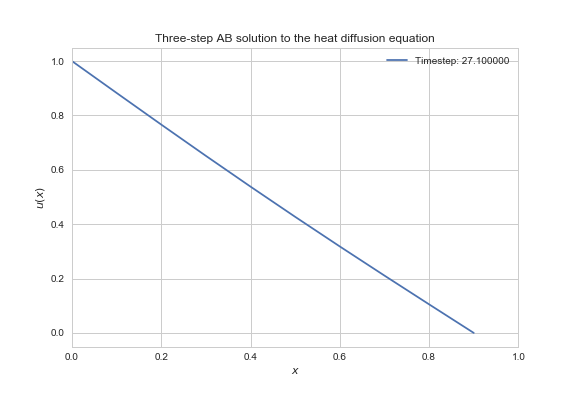 Three-step AB solution to the heat diffusion equation
Timestep: 27.100000
1.0
0.8
0.6
0.4
0.2
0.0
u(x)
0.0 0.2 0.4 0.6 0.8 1.0
x